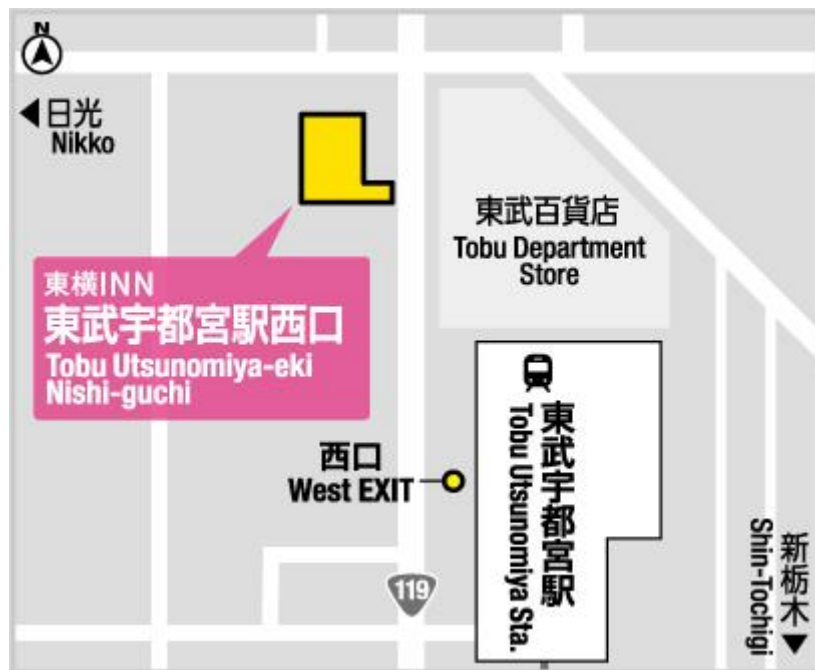 N
日光
Nikko
東武百貨店
Tobu Department
Store
東横INN
東武宇都宮駅西口
Tobu Utsunomiya-eki
Nishi-guchi
西口
West EXIT
東武宇都宮駅
Tobu Utsunomiya Sta.
119
新栃木
Shin-Tochigi